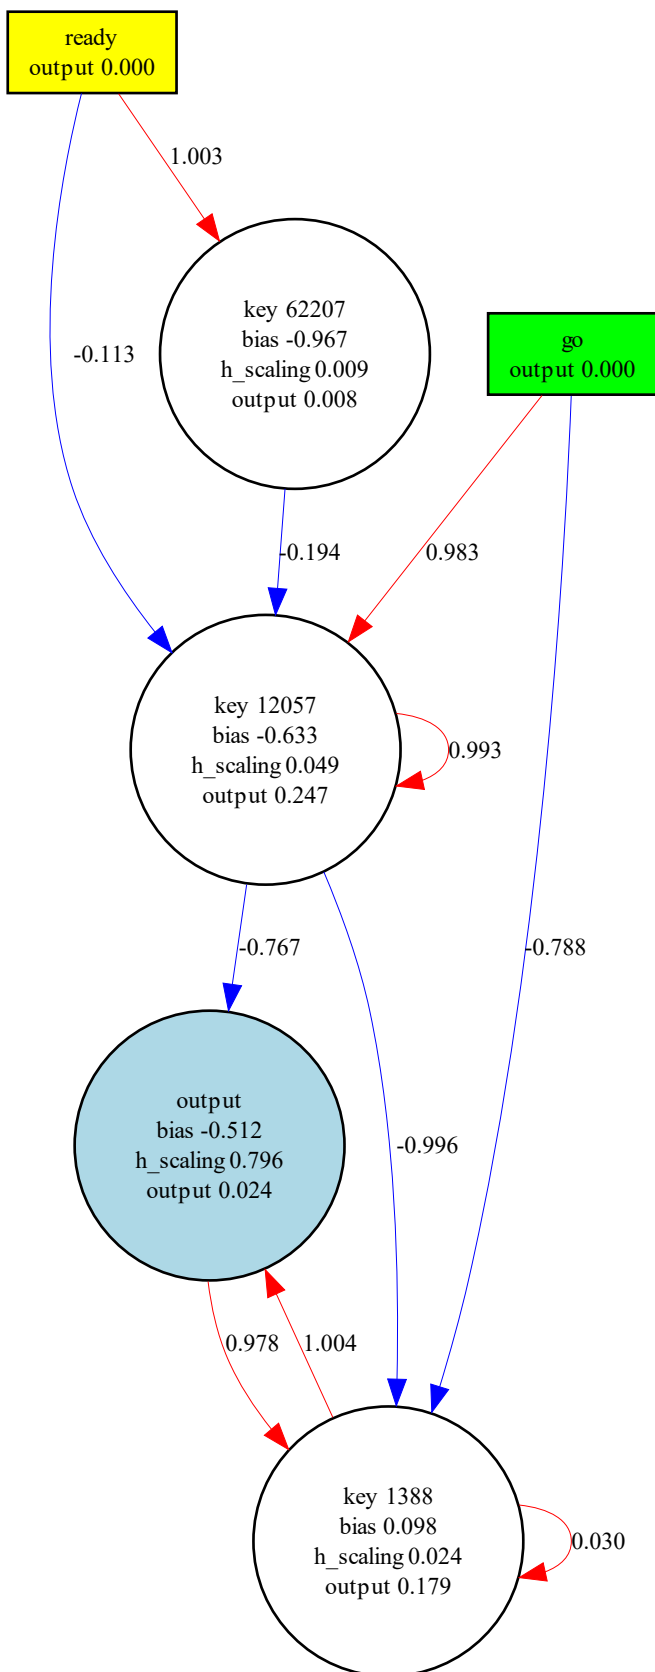 ready
output 0.000
1.003
-0.113
key 62207
bias -0.967
h_scaling 0.009
output 0.008
go
output 0.000
-0.194
0.983
key 12057
bias -0.633
h_scaling 0.049
output 0.247
0.993
-0.767
-0.788
output
bias -0.512
h_scaling 0.796
output 0.024
-0.996
0.978
1.004
key 1388
bias 0.098
h_scaling 0.024
output 0.179
0.030